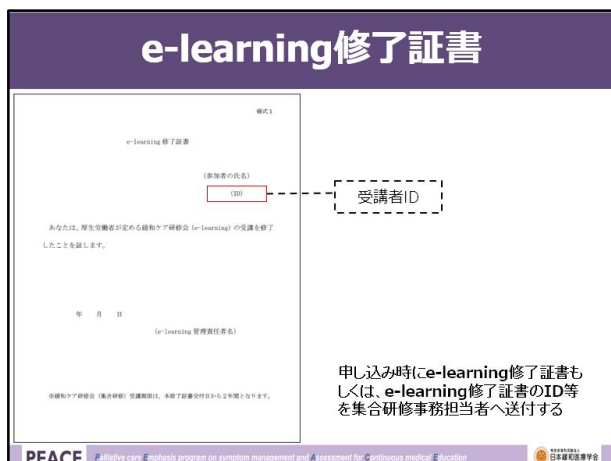 e-learning修了証書
様式1
e-learning 修了証書
(参加者の氏名)
(ID)
受講者ID
あなたは、厚生労働省が定める緩和ケア研修会（e-learning）の受講を修了
したことを証します。
年　月　日
(e-learning 管理責任者名)
※緩和ケア研修会（集合研修）受講期限は、本修了証書交付日から2年間となります。
申し込み時にe-learning修了証書も
しくは、e-learning修了証書のID等
を集合研修事務担当者へ送付する
PEACE Palliative care Emphasis program on symptom management and Assessment for Continuous medical Education
日本緩和医療学会